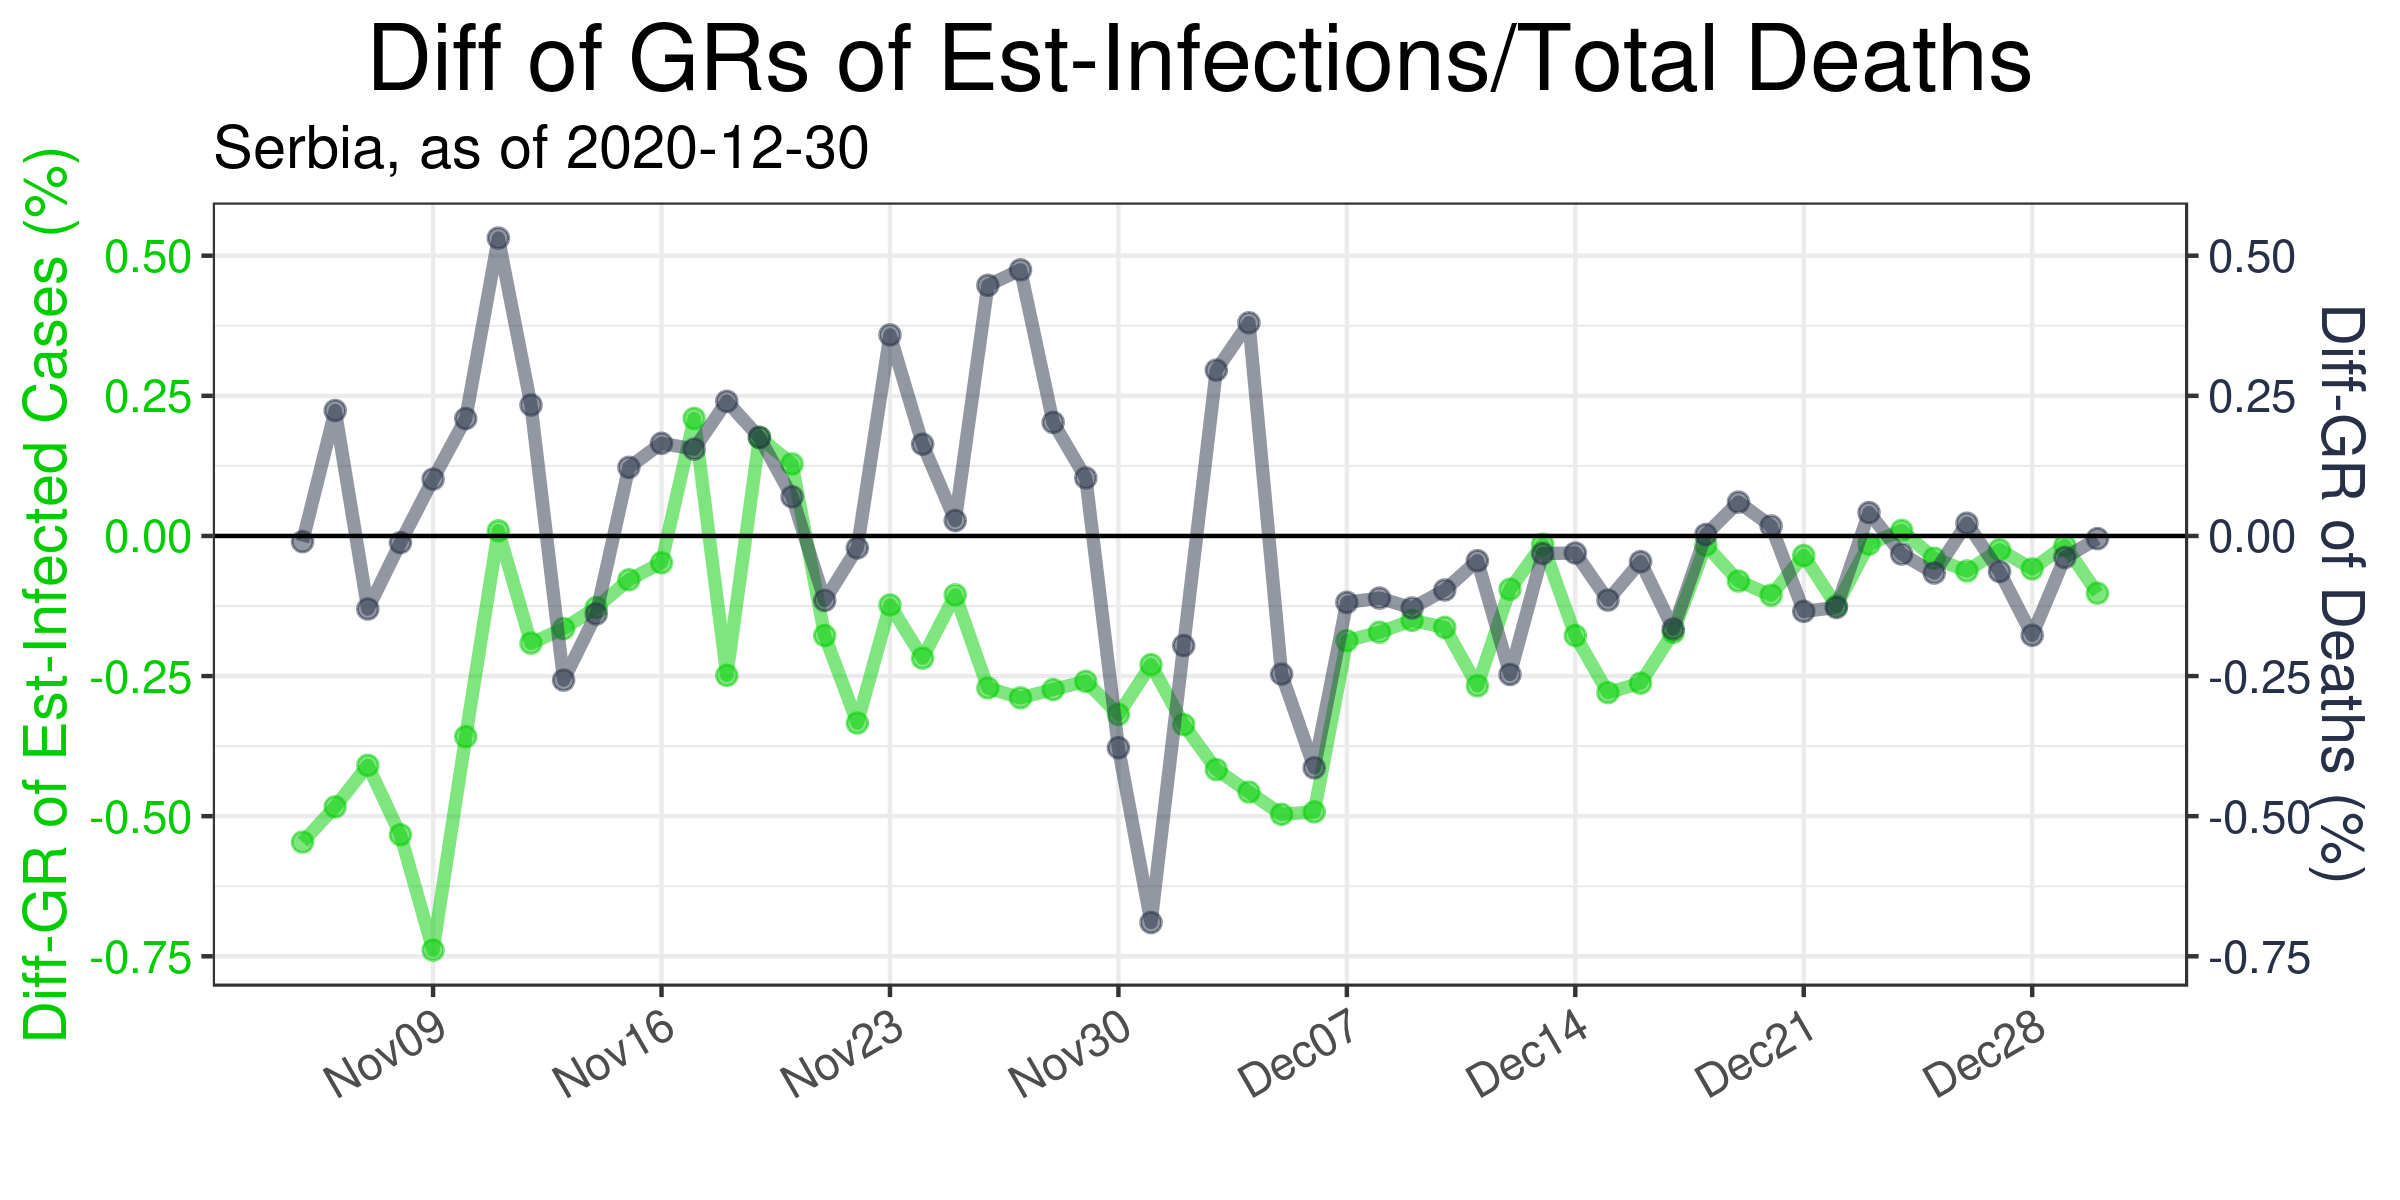 Diff of GRs of Est-Infections/Total Deaths
Serbia, as of 2020-12-30
Diff-GR of Est-Infected Cases (%)
0.50
0.25
0.00
-0.25
-0.50
-0.75
0.50
0.25
0.00
-0.25
-0.50
-0.75
Diff-GR of Deaths (%)
Nov09
Nov16
Nov23
Nov30
Dec07
Dec14
Dec21
Dec28